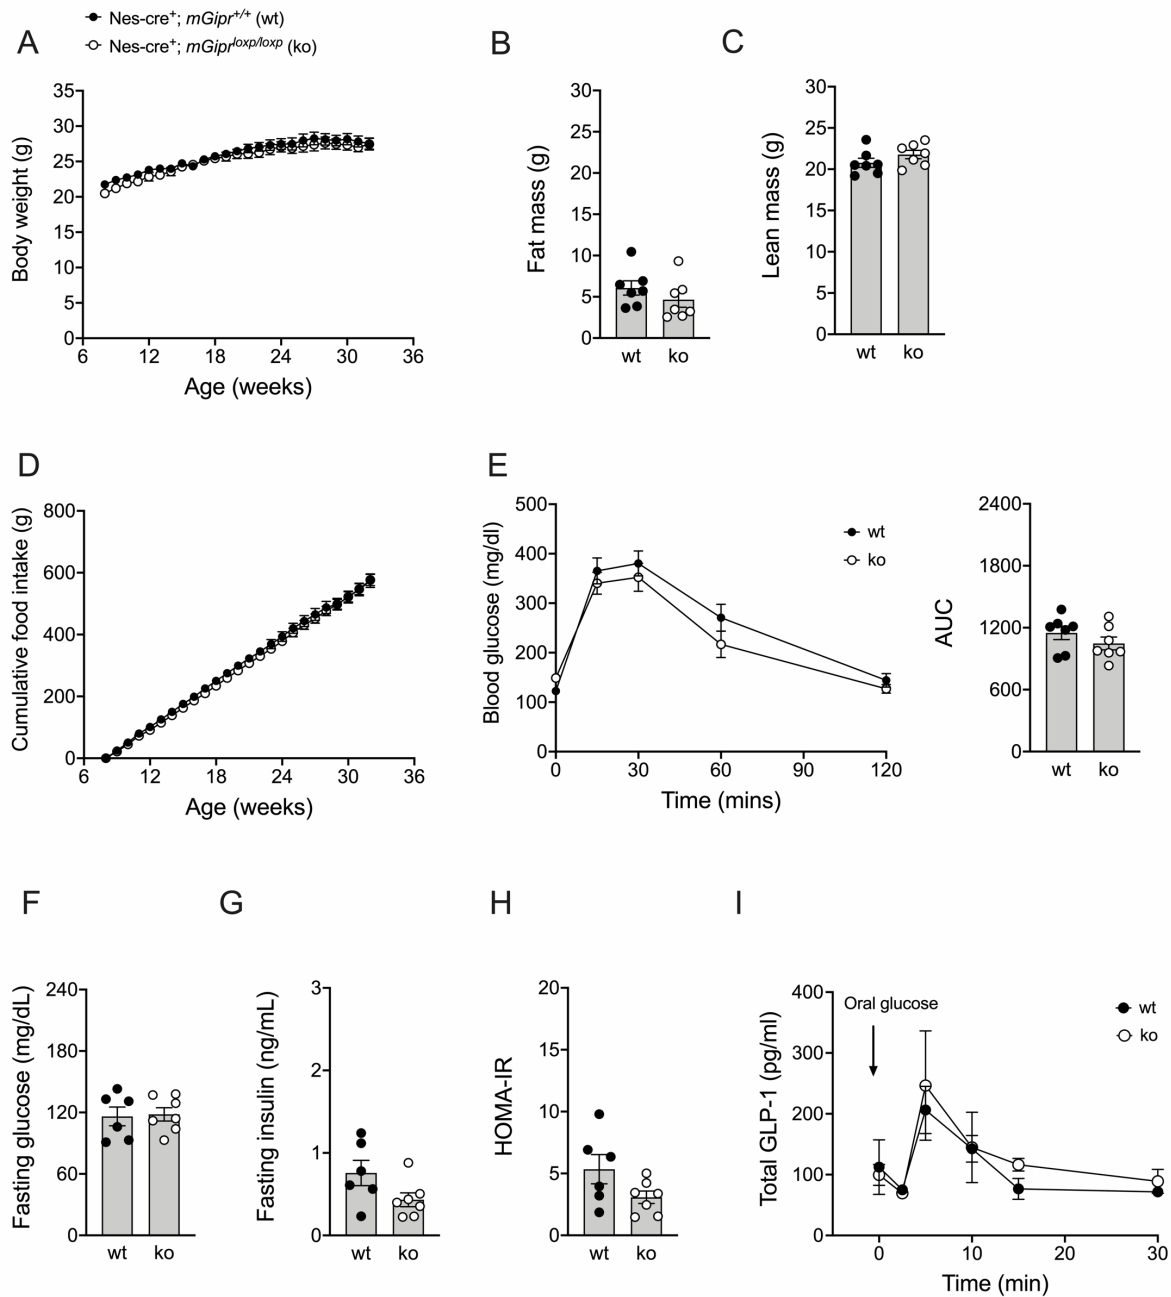 Nes-cre+; mGipr+/+ (wt)
Nes-cre+; mGiprloxp/loxp (ko)
A
B
C
Body weight (g)
35
30
25
20
15
10
5
0
6
12
18
24
30
36
Age (weeks)
Fat mass (g)
30
25
20
15
10
5
0
wt
ko
Lean mass (g)
30
25
20
15
10
5
0
wt
ko
D
E
Cumulative food intake (g)
800
600
400
200
0
6
12
18
24
30
36
Age (weeks)
Blood glucose (mg/dl)
500
400
300
200
100
0
0
30
60
90
120
Time (mins)
wt
ko
AUC
2400
1800
1200
600
0
wt
ko
F
G
H
I
Fasting glucose (mg/dL)
240
180
120
60
0
wt
ko
Fasting insulin (ng/mL)
3
2
1
0
wt
ko
HOMA-IR
20
15
10
5
0
wt
ko
Total GLP-1 (pg/ml)
400
300
200
100
0
Oral glucose
wt
ko
0
10
20
30
Time (min)